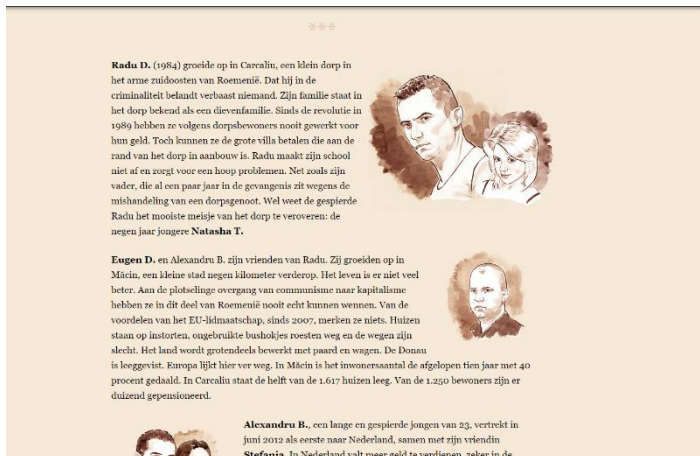 ***
Radu D. (1984) groeide op in Carcaliu, een klein dorp in
het arme zuidoosten van Roemenië. Dat hij in de
criminaliteit belandt verbaast niemand. Zijn familie staat in
het dorp bekend als een dievenfamilie. Sinds de revolutie in
1989 hebben ze volgens dorpsbewoners nooit gewerkt voor
hun geld. Toch kunnen ze de grote villa betalen die aan de
rand van het dorp in aanbouw is. Radu maakt zijn school
niet af en zorgt voor een hoop problemen. Net zoals zijn
vader, die al een paar jaar in de gevangenis zit wegens de
mishandeling van een dorpsgenoot. Wel weet de gespierde
Radu het mooiste meisje van het dorp te veroveren: de
negen jaar jongere Natasha T.
Eugen D. en Alexandru B. zijn vrienden van Radu. Zij groeiden op in
Măcin, een kleine stad negen kilometer verderop. Het leven is er niet veel
beter. Aan de plotselinge overgang van communisme naar kapitalisme
hebben ze in dit deel van Roemenië nooit echt kunnen wennen. Van de
voordelen van het EU-lidmaatschap, sinds 2007, merken ze niets. Huizen
staan op instorten, ongebruikte bushokjes roesten weg en de wegen zijn
slecht. Het land wordt grotendeels bewerkt met paard en wagen. De Donau
is leeggevist. Europa lijkt hier ver weg. In Măcin is het inwonersaantal de afgelopen tien jaar met 40
procent gedaald. In Carcaliu staat de helft van de 1.617 huizen leeg. Van de 1.250 bewoners zijn er
duizend gepensioneerd.
Alexandru B., een lange en gespierde jongen van 23, vertrekt in
juni 2012 als eerste naar Nederland, samen met zijn vriendin
Stefania. In Nederland valt meer geld te verdienen, zeker in de